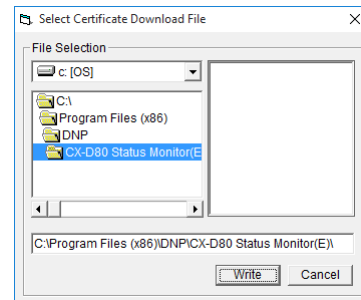 Select Certificate Download File
File Selection
c: [OS]
C:\
Program Files (x86)
DNP
CX-D80 Status Monitor(E
C:\Program Files (x86)\DNP\CX-D80 Status Monitor(E)\
Write
Cancel